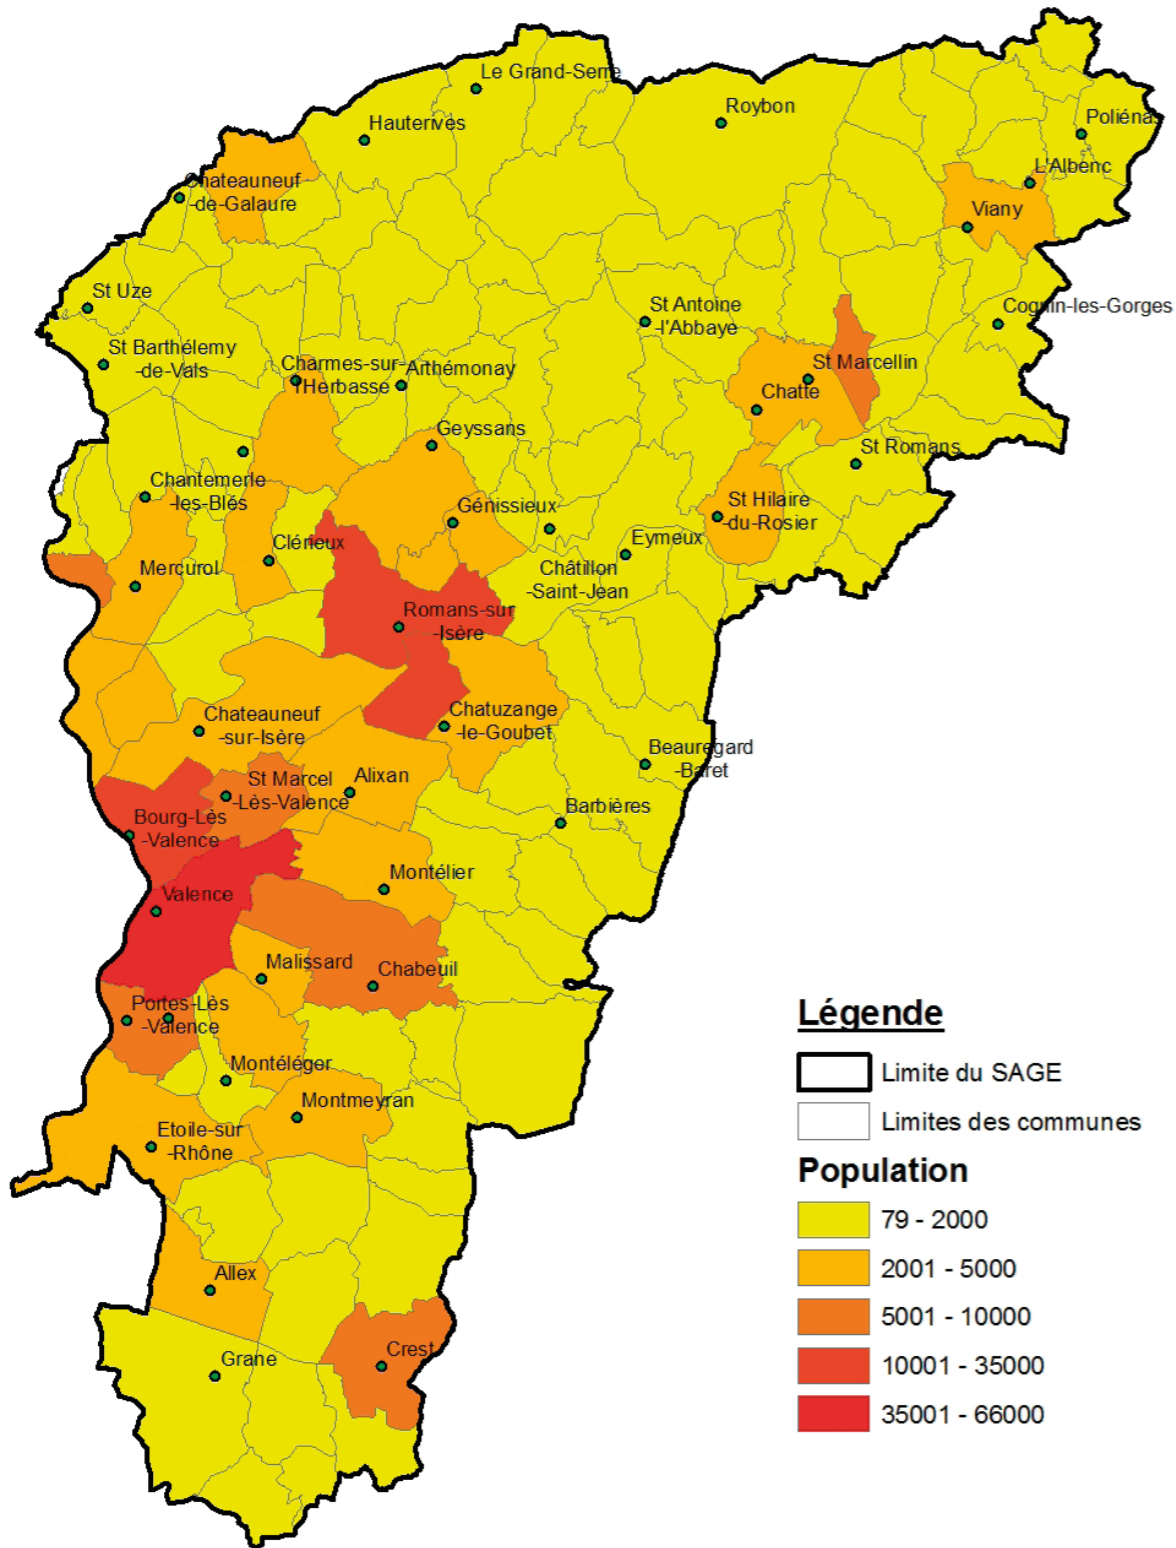 Le Grand-Serre
Roybon
Hauterives
Poliéna
L'Albenc
Chateauneuf
-de-Galaure
Viany
St Uze
St Antoine
-l'Abbaye
Cognin-les-Gorges
St Barthélemy
-de-Vals
Charmes-sur-
l'Herbasse
Arthémonay
St Marcellin
Chatte
Geyssans
St Romans
Chantemerle
-les-Blés
Génissieux
St Hilaire
-du-Rosier
Clérieux
Eymeux
Mercurol
Châtillon
-Saint-Jean
Romans-sur
-Isère
Chateauneuf
-sur-Isère
Chatuzange
-le-Goubet
Beauregard
-Baret
St Marcel
-Lès-Valence
Alixan
Barbières
Bourg-Lès
-Valence
Montélier
Valence
Malissard
Chabeuil
Portes-Lès
-Valence
Montéléger
Montmeyran
Etoile-sur
-Rhône
Allex
Crest
Grane
Légende
Limite du SAGE
Limites des communes
Population
79 - 2000
2001 - 5000
5001 - 10000
10001 - 35000
35001 - 66000